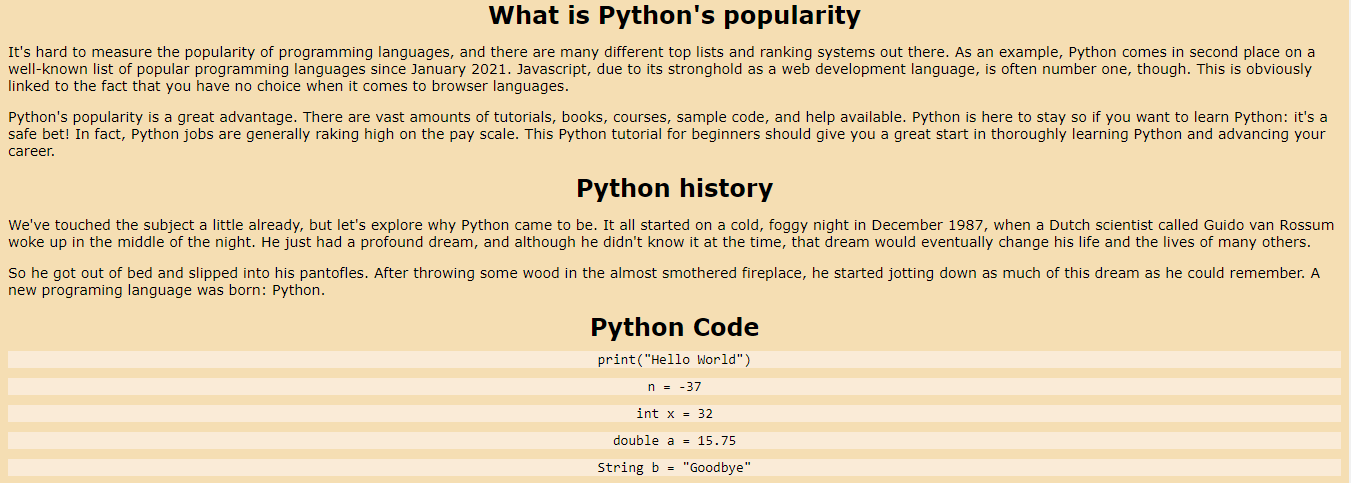 What is Python's popularity
It's hard to measure the popularity of programming languages, and there are many different top lists and ranking systems out there. As an example, Python comes in second place on a
well-known list of popular programming languages since January 2021. Javascript, due to its stronghold as a web development language, is often number one, though. This is obviously
linked to the fact that you have no choice when it comes to browser languages.
Python's popularity is a great advantage. There are vast amounts of tutorials, books, courses, sample code, and help available. Python is here to stay so if you want to learn Python: it's a
safe bet! In fact, Python jobs are generally raking high on the pay scale. This Python tutorial for beginners should give you a great start in thoroughly learning Python and advancing your
career.
Python history
We've touched the subject a little already, but let's explore why Python came to be. It all started on a cold, foggy night in December 1987, when a Dutch scientist called Guido van Rossum
woke up in the middle of the night. He just had a profound dream, and although he didn't know it at the time, that dream would eventually change his life and the lives of many others.
So he got out of bed and slipped into his pantofles. After throwing some wood in the almost smothered fireplace, he started jotting down as much of this dream as he could remember. A
new programing language was born: Python.
Python Code
print("Hello World")
n = -37
int x = 32
double a = 15.75
String b = "Goodbye"